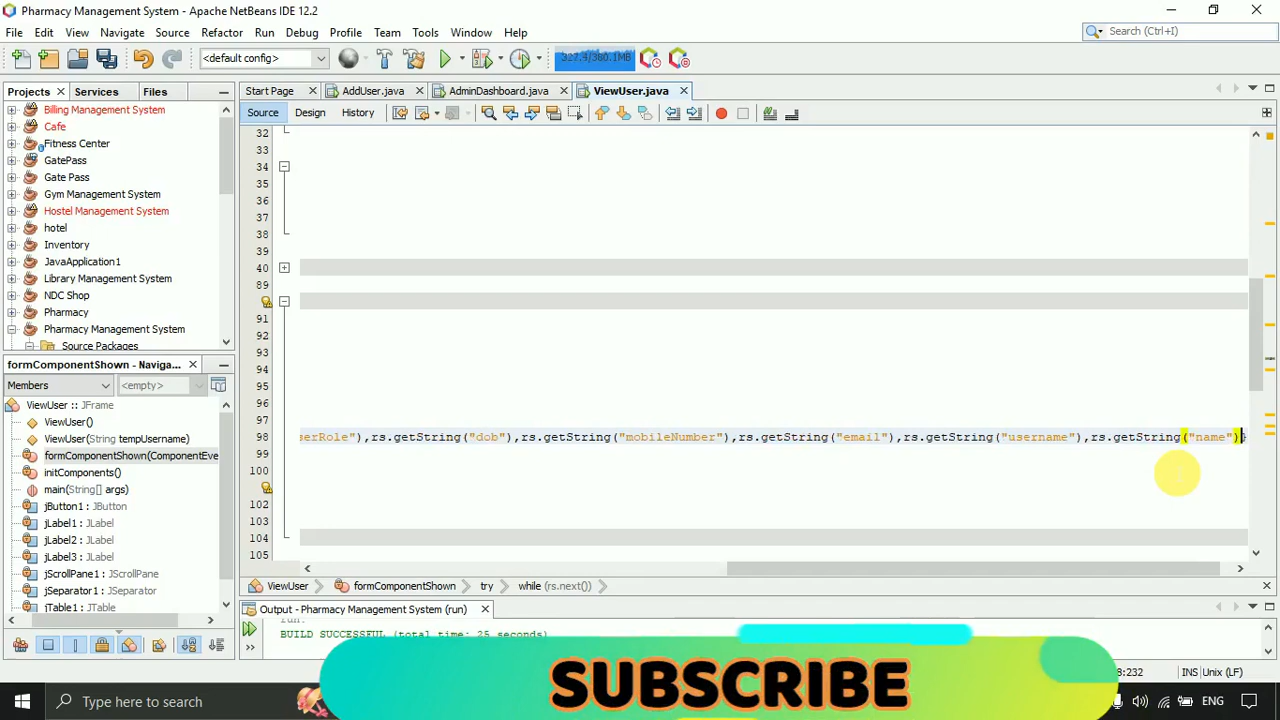 Pharmacy Management System - Apache NetBeans IDE 12.2
File Edit View Navigate Source Refactor Run Debug Profile Team Tools Window Help
Search (Ctrl+I)
<default config>
327.4/380.1MB
Projects Services Files
Start Page AddUser.java AdminDashboard.java ViewUser.java
Source Design History
Billing Management System
Cafe
Fitness Center
GatePass
Gate Pass
Gym Management System
Hostel Management System
hotel
Inventory
JavaApplication1
Library Management System
NDC Shop
Pharmacy
Pharmacy Management System
Source Packages
32
33
34
35
36
37
38
39
40
89
91
92
93
94
95
96
97
98 serRole"),rs.getString("dob"),rs.getString("mobileNumber"),rs.getString("email"),rs.getString("username"),rs.getString("name")}
99
100
102
103
104
105
formComponentShown - Naviga...
Members <empty>
ViewUser :: JFrame
ViewUser()
ViewUser(String tempUsername)
formComponentShown(ComponentEve
initComponents()
main(String[] args)
jButton1 : JButton
jLabel1 : JLabel
jLabel2 : JLabel
jLabel3 : JLabel
jScrollPane1 : JScrollPane
jSeparator1 : JSeparator
jTable1 : JTable
ViewUser formComponentShown try while (rs.next())
Output - Pharmacy Management System (run)
run:
BUILD SUCCESSFUL (total time: 25 seconds)
:232 INS Unix (LF)
SUBSCRIBE
Type here to search
ENG